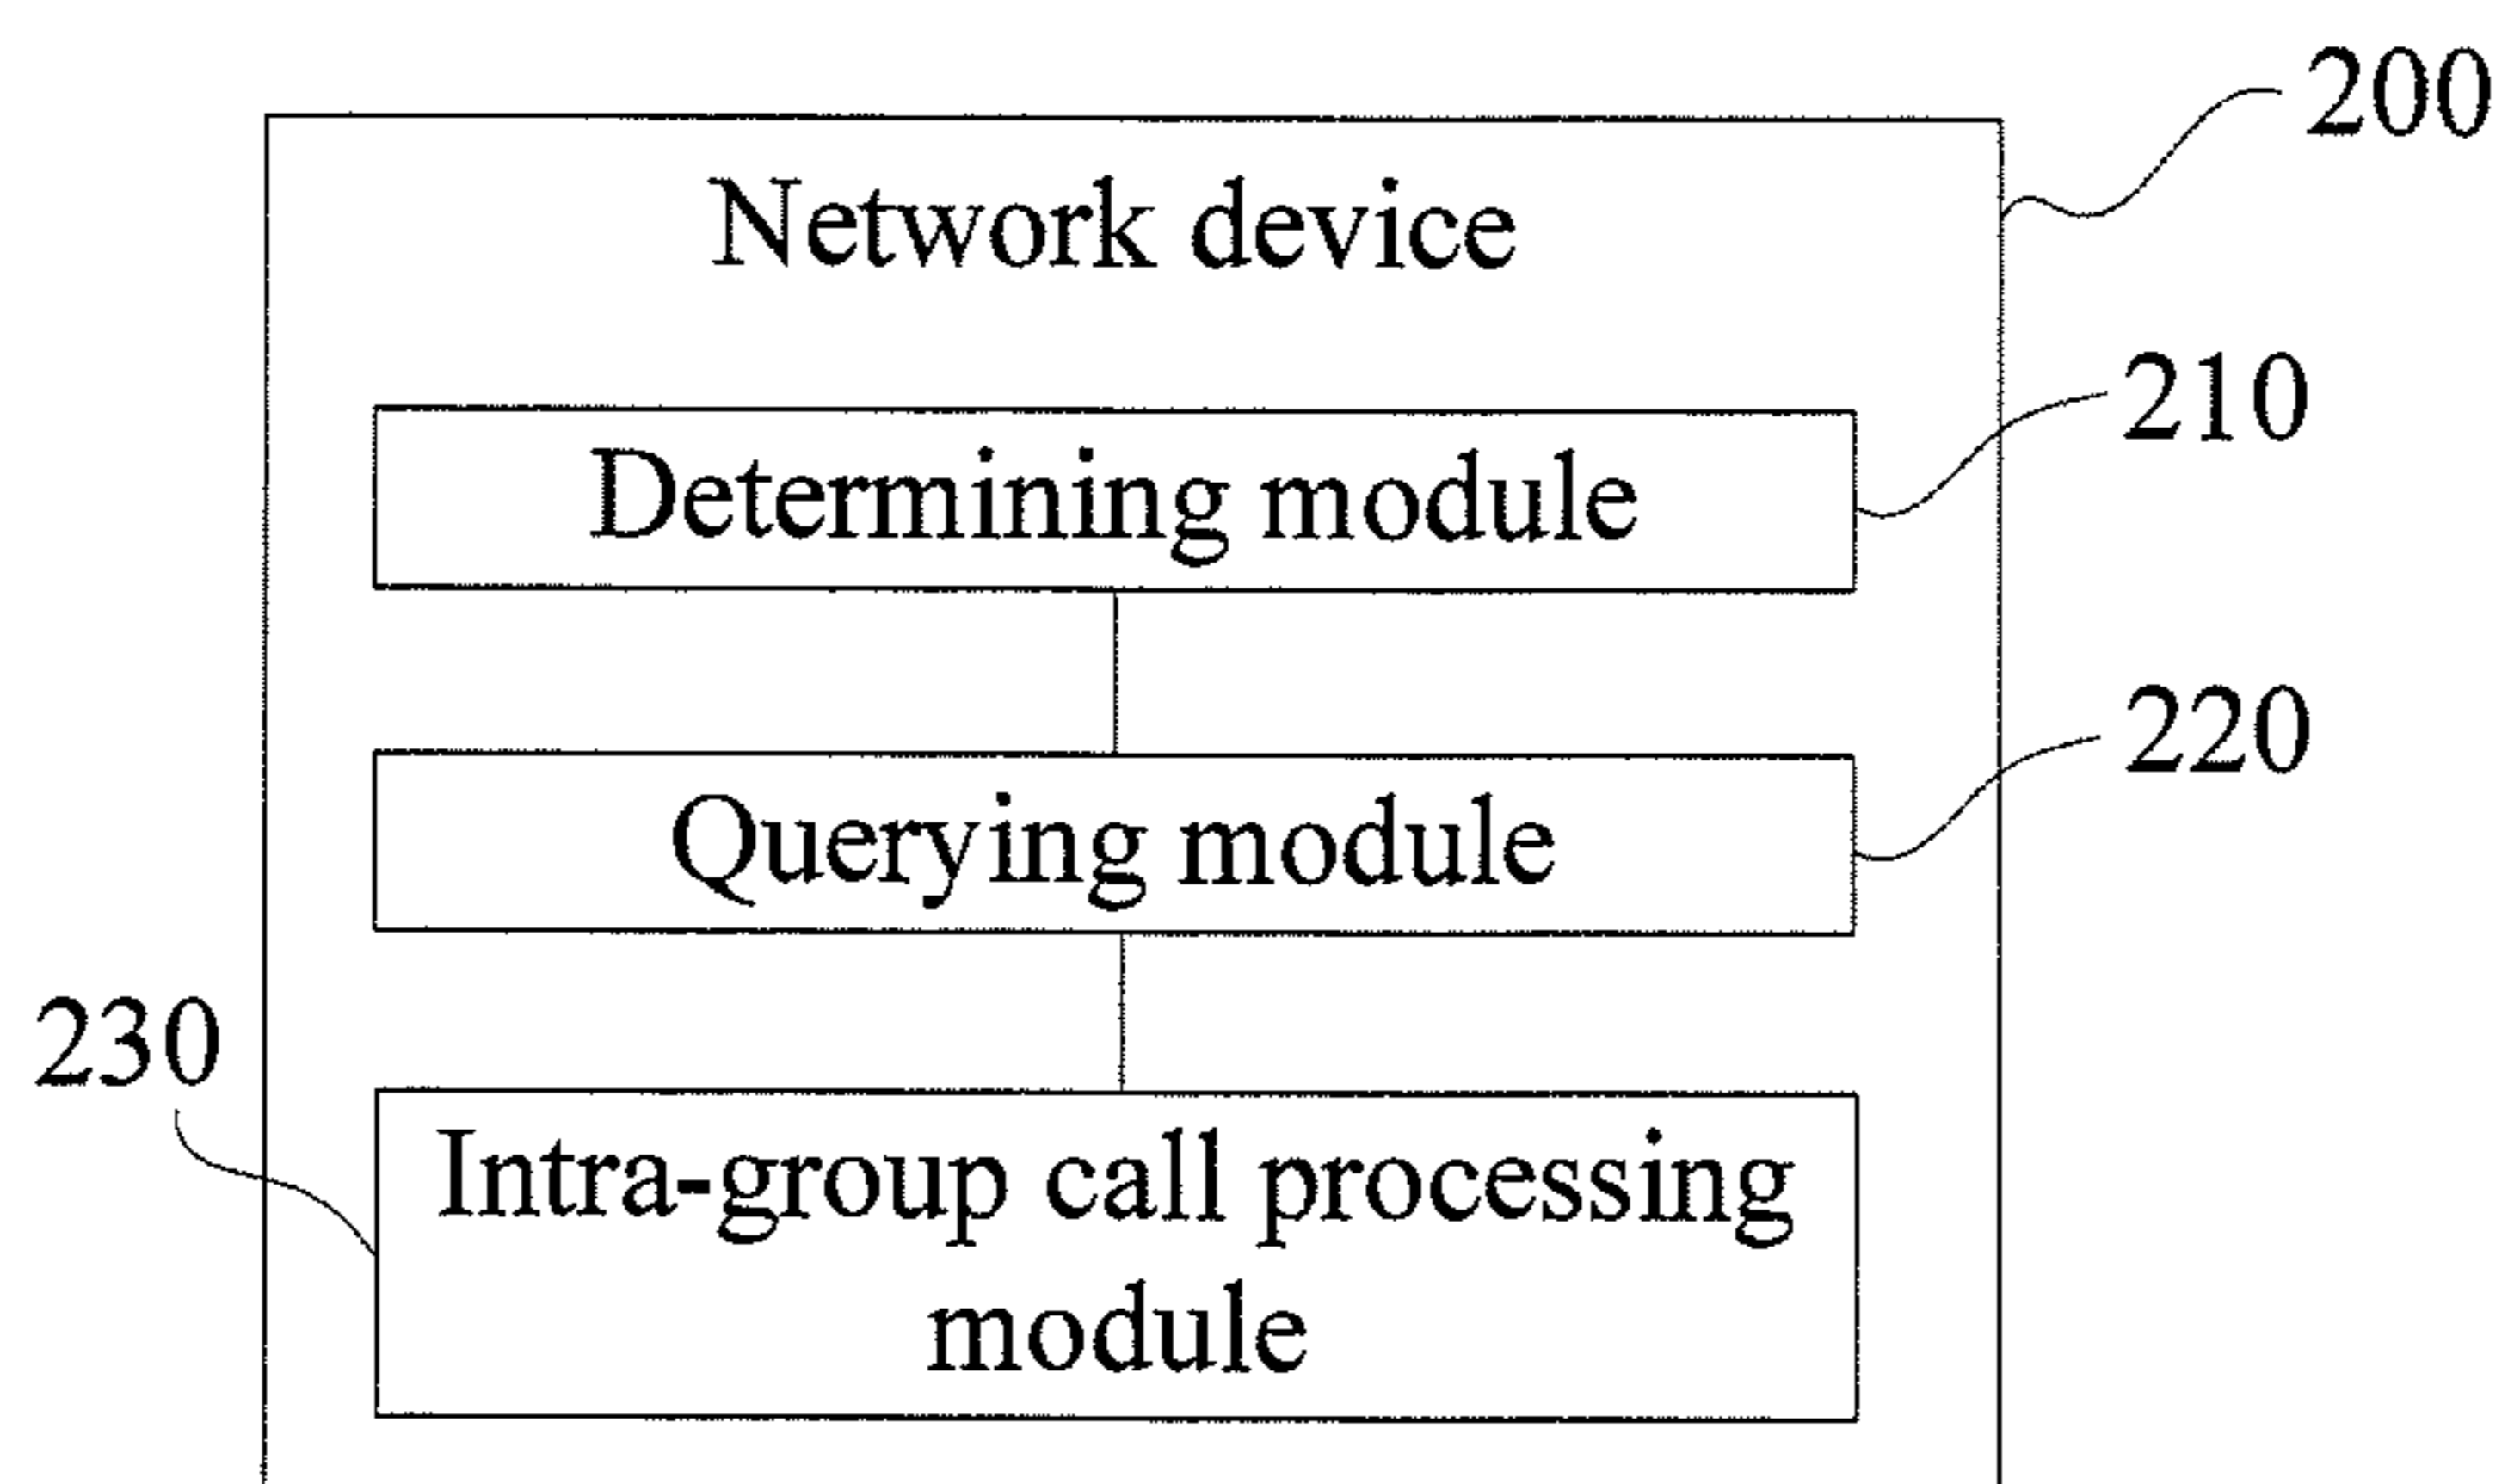 200
Network device
210
Determining module
220
Querying module
230
Intra-group call processing
module